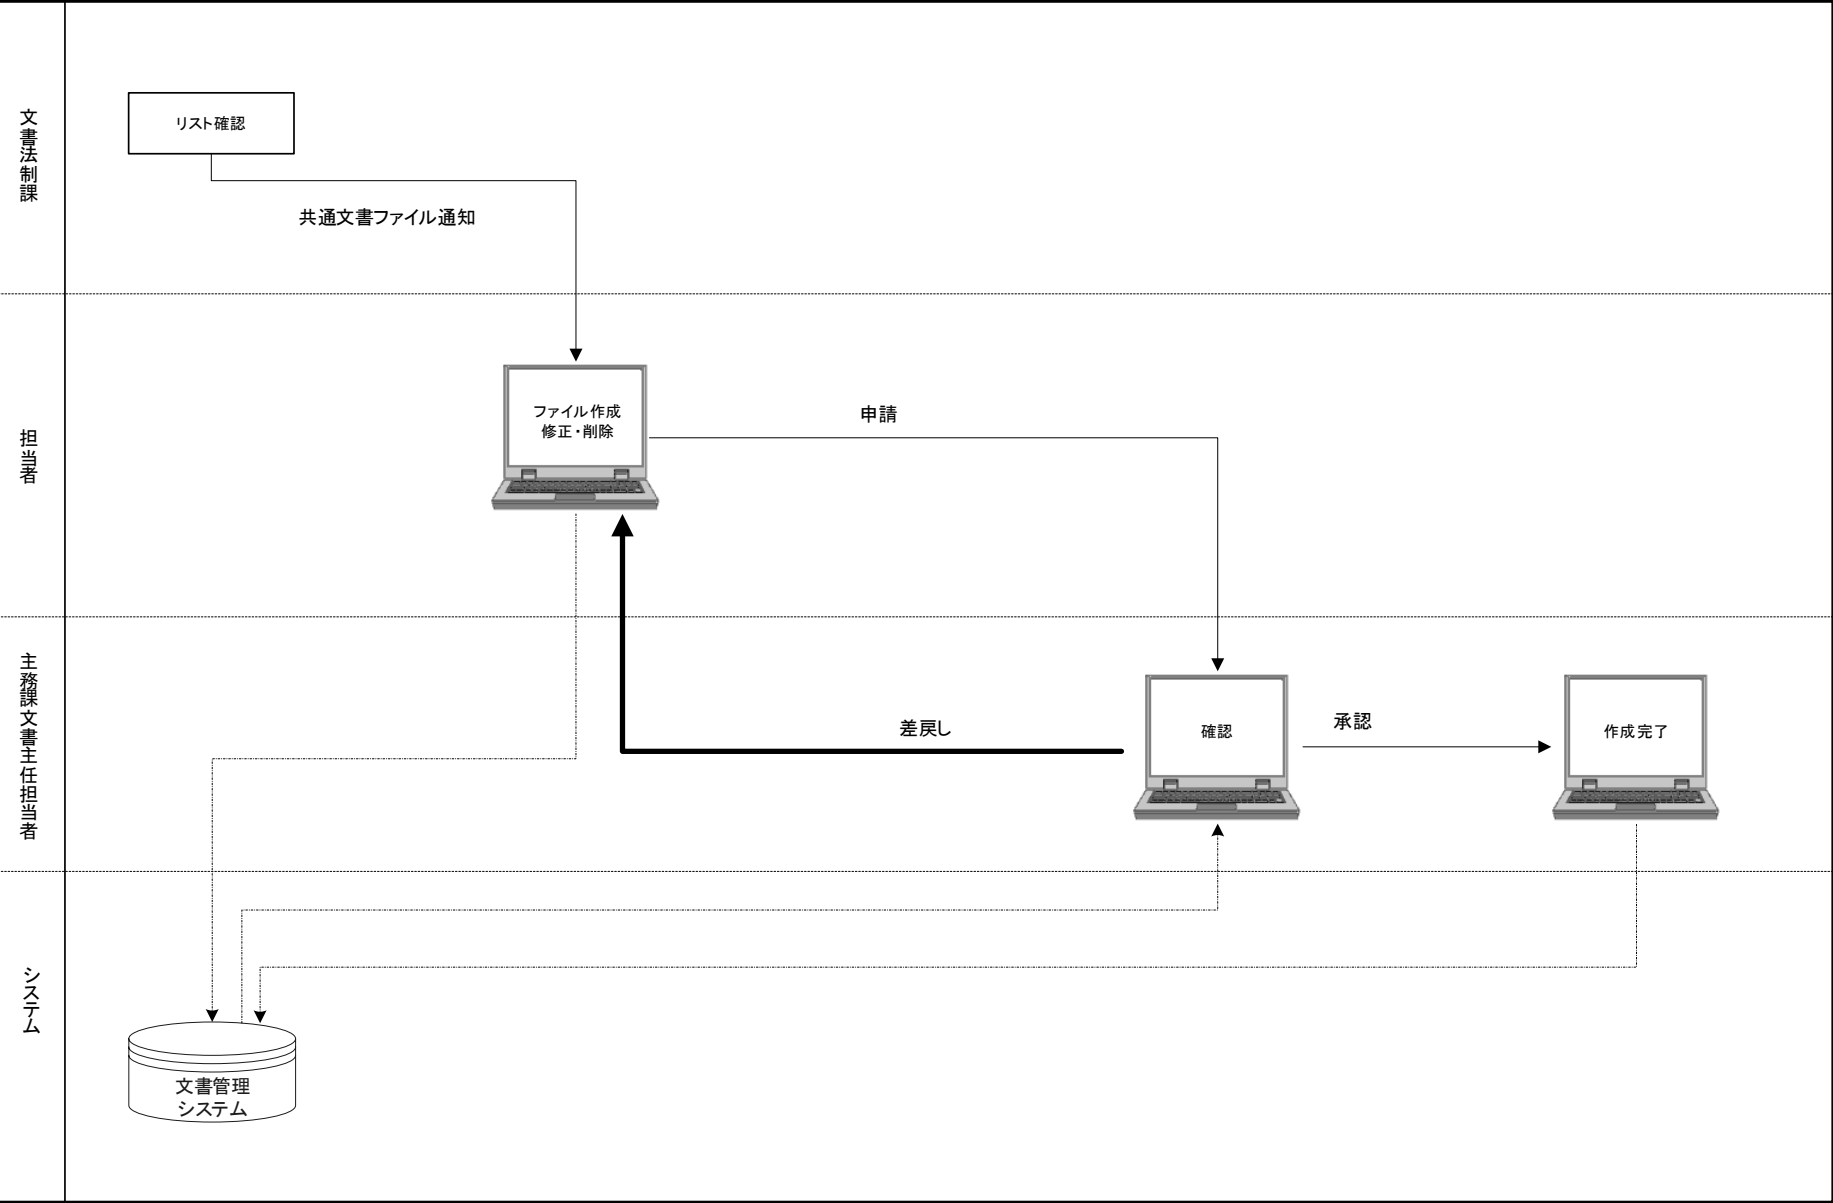 文書法制課
リスト確認
共通文書ファイル通知
担当者
ファイル作成
修正・削除
申請
主務課文書主任担当者
差戻し
確認
承認
作成完了
システム
文書管理
システム